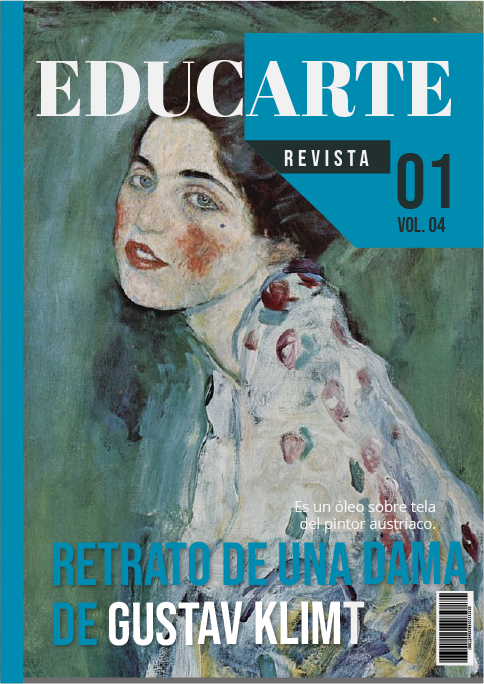 EDUCARTE
REVISTA
01
VOL. 04
Es un óleo sobre tela
del pintor austriaco.
RETRATO DE UNA DAMA
DE GUSTAV KLIMT